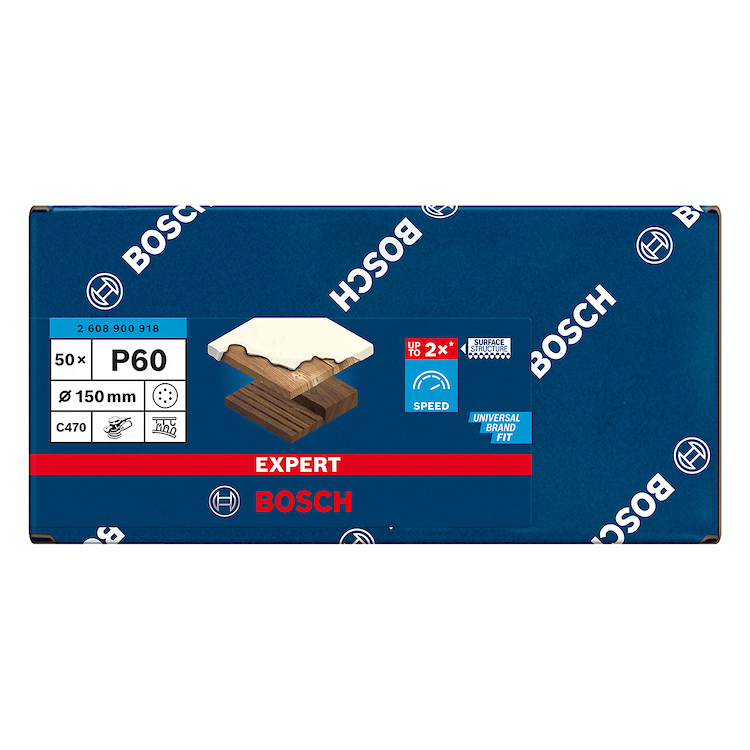 BOSCH
BOSCH
B
BOSCH
2 608 900 918
50× P60
Ø 150 mm
C470
UP TO 2×*
SURFACE
STRUCTURE
SPEED
UNIVERSAL
BRAND
FIT
EXPERT
BOSCH
BOSCH